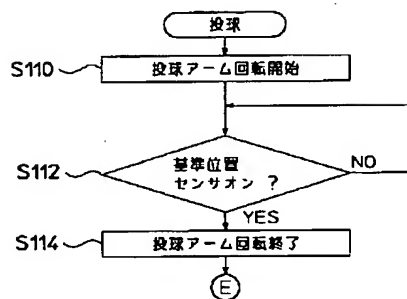 投球
S110
投球アーム回転開始
S112
基準位置
センサオン ?
NO
YES
S114
投球アーム回転終了
E